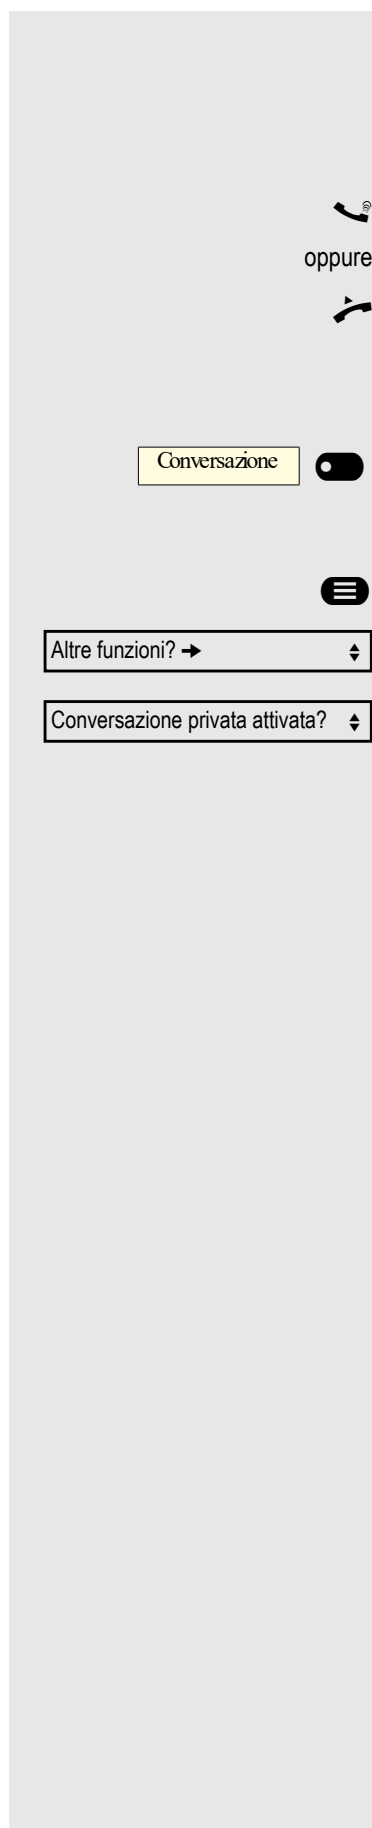 oppure
Conversazione
Altre funzioni? →
Conversazione privata attivata?